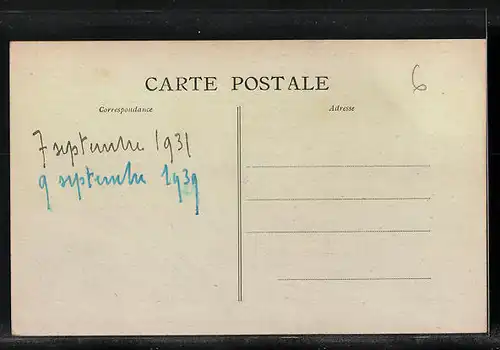 CARTE POSTALE
6
Correspondance
Adresse
7 septembre 1931
9 septembre 1939